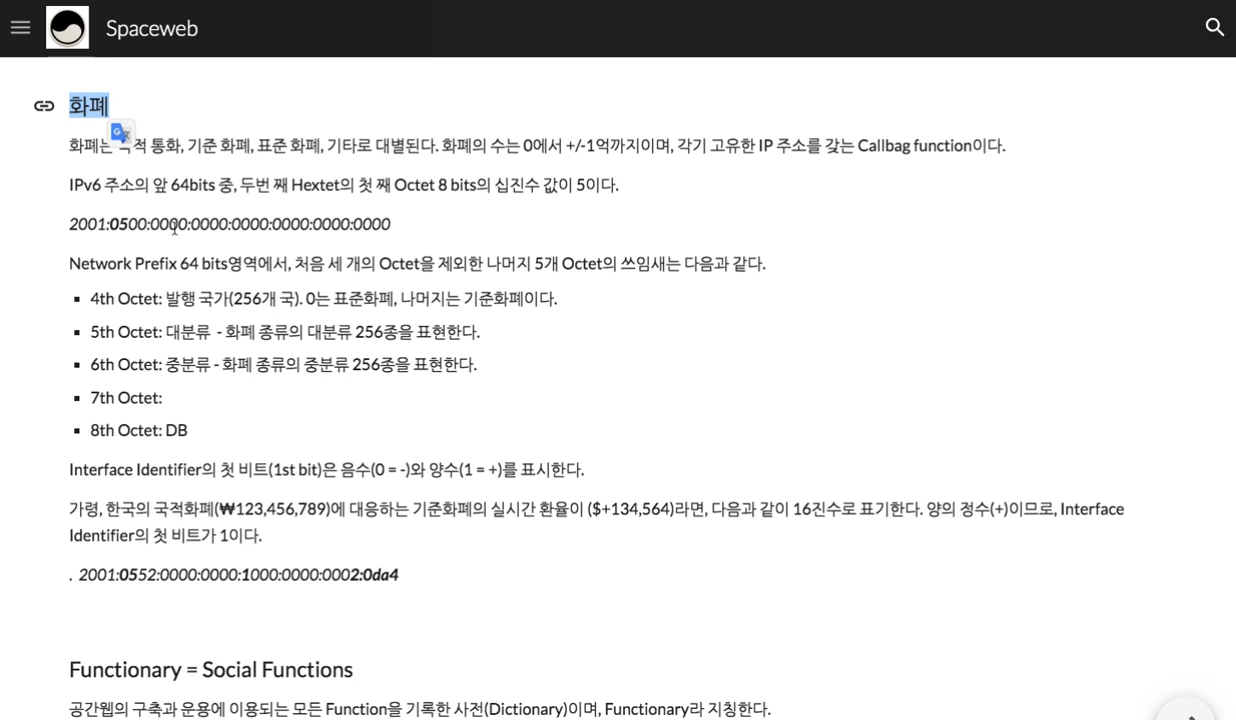 Spaceweb
화폐
화폐는 적 통화, 기준 화폐, 표준 화폐, 기타로 대별된다. 화폐의 수는 0에서 +/-1억까지이며, 각기 고유한 IP 주소를 갖는 Callbag function이다.
IPv6 주소의 앞 64bits 중, 두번 째 Hextet의 첫 째 Octet 8 bits의 십진수 값이 5이다.
2001:0500:0000:0000:0000:0000:0000:0000
Network Prefix 64 bits영역에서, 처음 세 개의 Octet을 제외한 나머지 5개 Octet의 쓰임새는 다음과 같다.
▪ 4th Octet: 발행 국가(256개 국). 0는 표준화폐, 나머지는 기준화폐이다.
▪ 5th Octet: 대분류 - 화폐 종류의 대분류 256종을 표현한다.
▪ 6th Octet: 중분류 - 화폐 종류의 중분류 256종을 표현한다.
▪ 7th Octet:
▪ 8th Octet: DB
Interface Identifier의 첫 비트(1st bit)은 음수(0 = -)와 양수(1 = +)를 표시한다.
가령, 한국의 국적화폐(₩123,456,789)에 대응하는 기준화폐의 실시간 환율이 ($+134,564)라면, 다음과 같이 16진수로 표기한다. 양의 정수(+)이므로, Interface
Identifier의 첫 비트가 1이다.
. 2001:0552:0000:0000:1000:0000:0002:0da4
Functionary = Social Functions
공간웹의 구축과 운용에 이용되는 모든 Function을 기록한 사전(Dictionary)이며, Functionary라 지칭한다.